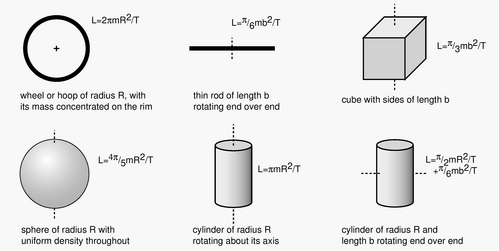 L=2πmR²/T
wheel or hoop of radius R, with
its mass concentrated on the rim
L=π/6mb²/T
thin rod of length b
rotating end over end
L=π/3mb²/T
cube with sides of length b
L=4π/5mR²/T
sphere of radius R with
uniform density throughout
L=πmR²/T
cylinder of radius R
rotating about its axis
L=π/2mR²/T
+π/6mb²/T
cylinder of radius R and
length b rotating end over end